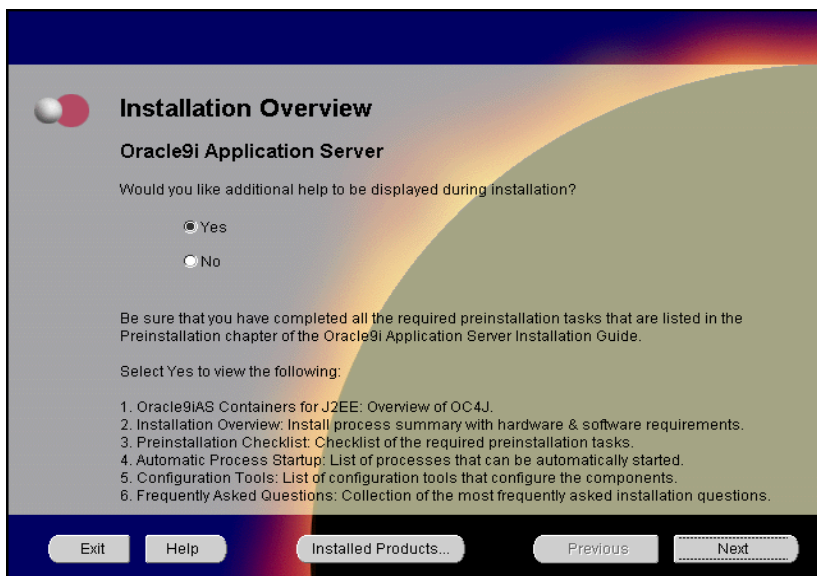 Installation Overview
Oracle9i Application Server
Would you like additional help to be displayed during installation?
Yes
No
Be sure that you have completed all the required preinstallation tasks that are listed in the
Preinstallation chapter of the Oracle9i Application Server Installation Guide.
Select Yes to view the following:
1. Oracle9iAS Containers for J2EE: Overview of OC4J.
2. Installation Overview: Install process summary with hardware & software requirements.
3. Preinstallation Checklist: Checklist of the required preinstallation tasks.
4. Automatic Process Startup: List of processes that can be automatically started.
5. Configuration Tools: List of configuration tools that configure the components.
6. Frequently Asked Questions: Collection of the most frequently asked installation questions.
Exit Help Installed Products... Previous Next